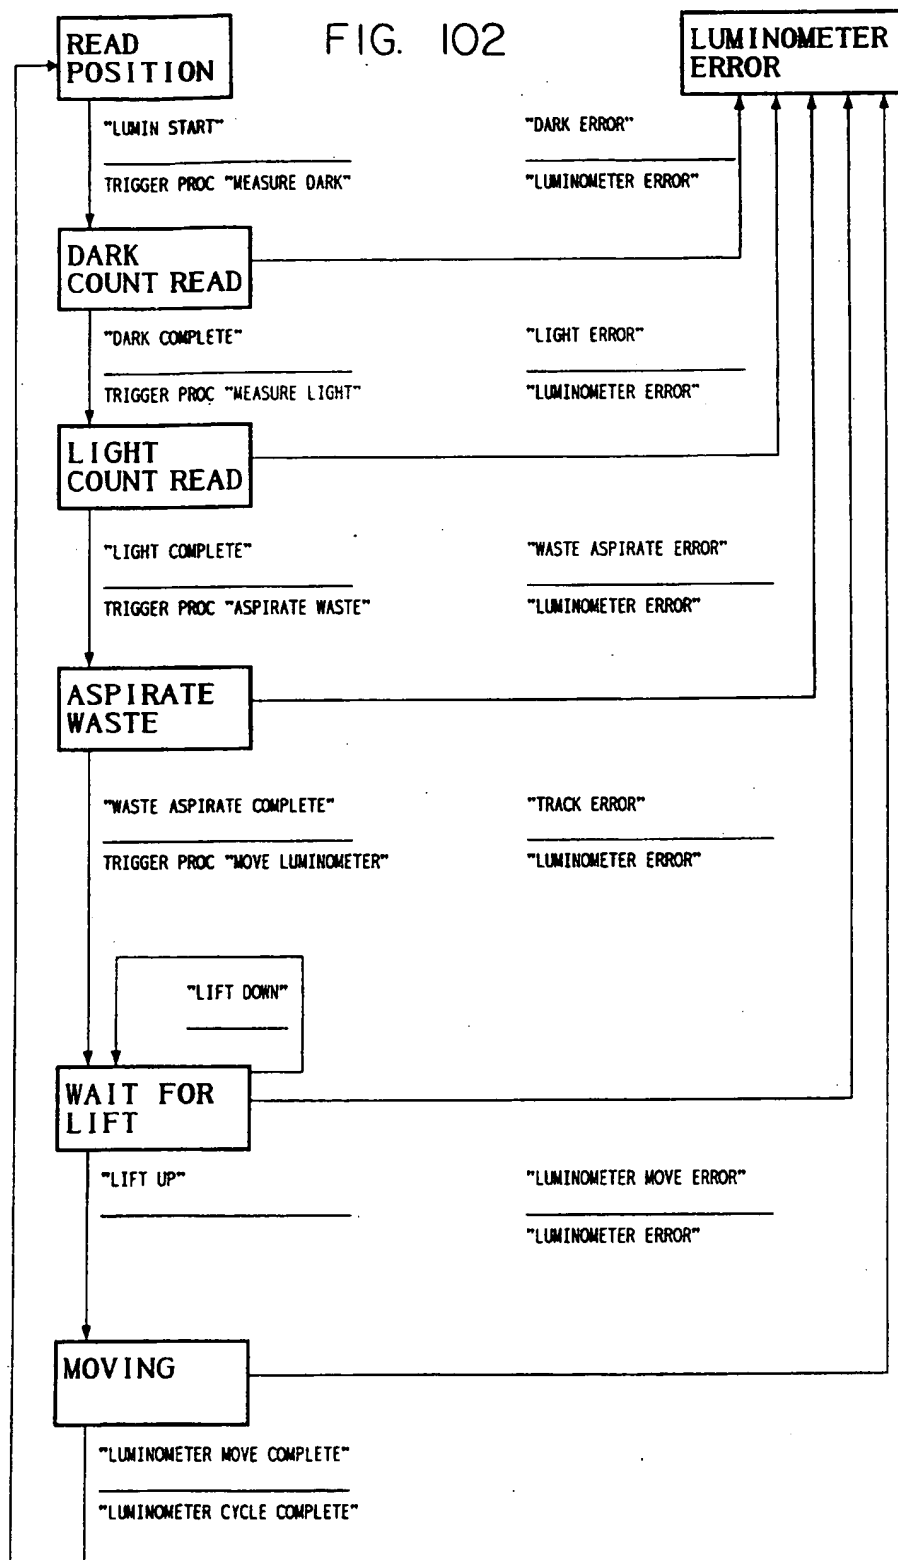 FIG. 102
READ
POSITION
LUMINOMETER
ERROR
"LUMIN START"
TRIGGER PROC "MEASURE DARK"
"DARK ERROR"
"LUMINOMETER ERROR"
DARK
COUNT READ
"DARK COMPLETE"
TRIGGER PROC "MEASURE LIGHT"
"LIGHT ERROR"
"LUMINOMETER ERROR"
LIGHT
COUNT READ
"LIGHT COMPLETE"
TRIGGER PROC "ASPIRATE WASTE"
"WASTE ASPIRATE ERROR"
"LUMINOMETER ERROR"
ASPIRATE
WASTE
"WASTE ASPIRATE COMPLETE"
TRIGGER PROC "MOVE LUMINOMETER"
"TRACK ERROR"
"LUMINOMETER ERROR"
"LIFT DOWN"
WAIT FOR
LIFT
"LIFT UP"
"LUMINOMETER MOVE ERROR"
"LUMINOMETER ERROR"
MOVING
"LUMINOMETER MOVE COMPLETE"
"LUMINOMETER CYCLE COMPLETE"